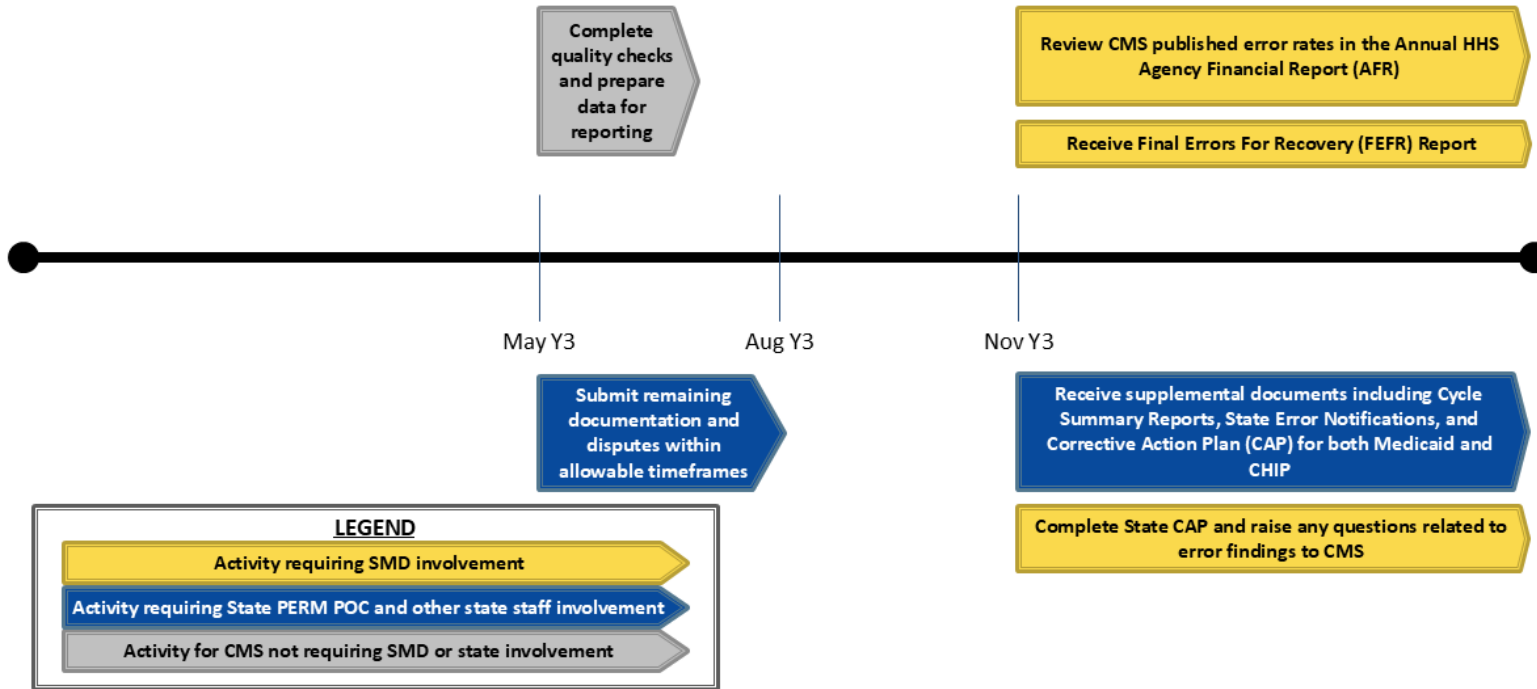 Complete
quality checks
and prepare
data for
reporting
Review CMS published error rates in the Annual HHS
Agency Financial Report (AFR)
Receive Final Errors For Recovery (FEFR) Report
May Y3
Aug Y3
Nov Y3
Submit remaining
documentation and
disputes within
allowable timeframes
Receive supplemental documents including Cycle
Summary Reports, State Error Notifications, and
Corrective Action Plan (CAP) for both Medicaid and
CHIP
Complete State CAP and raise any questions related to
error findings to CMS
LEGEND
Activity requiring SMD involvement
Activity requiring State PERM POC and other state staff involvement
Activity for CMS not requiring SMD or state involvement